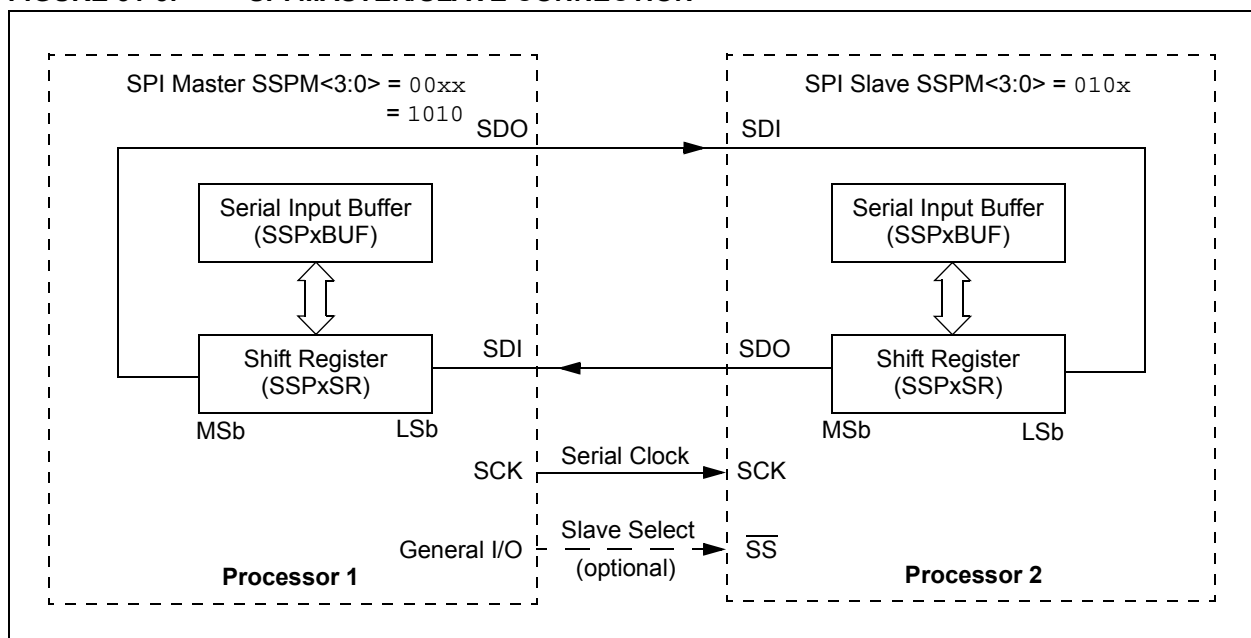 SPI Master SSPM<3:0> = 00xx
= 1010
SPI Slave SSPM<3:0> = 010x
SDO
SDI
Serial Input Buffer
(SSPxBUF)
Serial Input Buffer
(SSPxBUF)
Shift Register
(SSPxSR)
MSb
LSb
SDI
SDO
Shift Register
(SSPxSR)
MSb
LSb
SCK
Serial Clock
SCK
General I/O
Slave Select
(optional)
SS
Processor 1
Processor 2